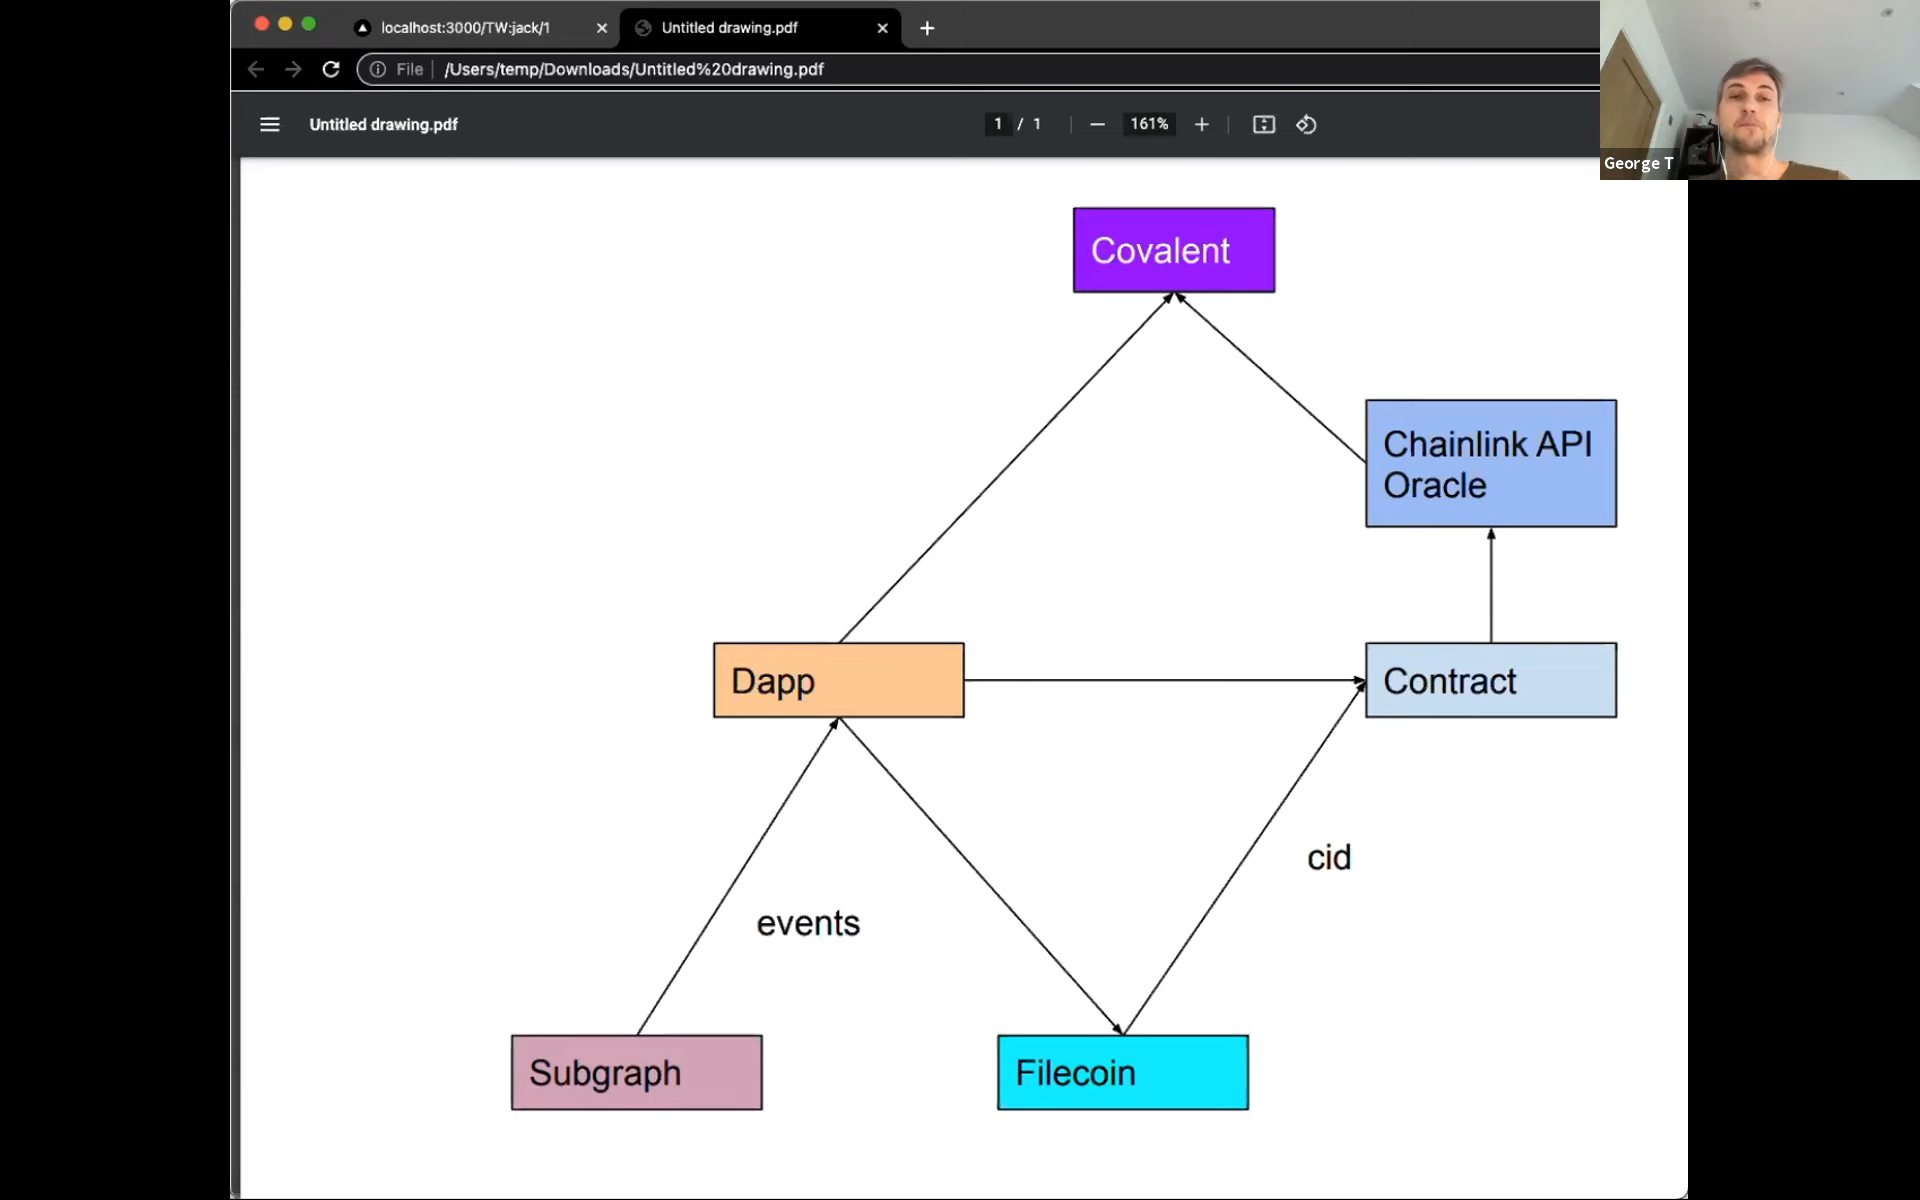 localhost:3000/TW:jack/1
Untitled drawing.pdf
File
/Users/temp/Downloads/Untitled%20drawing.pdf
Untitled drawing.pdf
1 / 1
161%
George T
Covalent
Chainlink API
Oracle
Dapp
Contract
cid
events
Subgraph
Filecoin